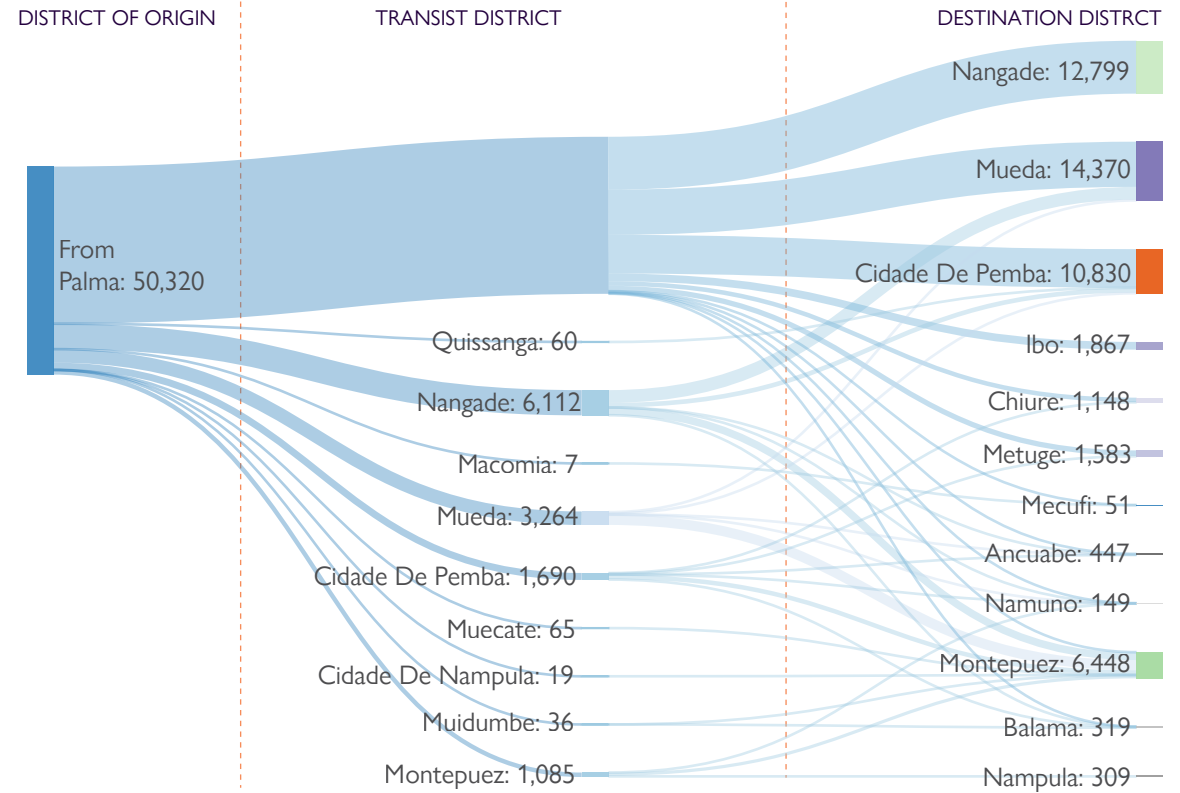 DISTRICT OF ORIGIN
TRANSIST DISTRICT
DESTINATION DISTRCT
From
Palma: 50,320
Quissanga: 60
Nangade: 6,112
Macomia: 7
Mueda: 3,264
Cidade De Pemba: 1,690
Muecate: 65
Cidade De Nampula: 19
Muidumbe: 36
Montepuez: 1,085
Nangade: 12,799
Mueda: 14,370
Cidade De Pemba: 10,830
Ibo: 1,867
Chiure: 1,148
Metuge: 1,583
Mecufi: 51
Ancuabe: 447
Namuno: 149
Montepuez: 6,448
Balama: 319
Nampula: 309